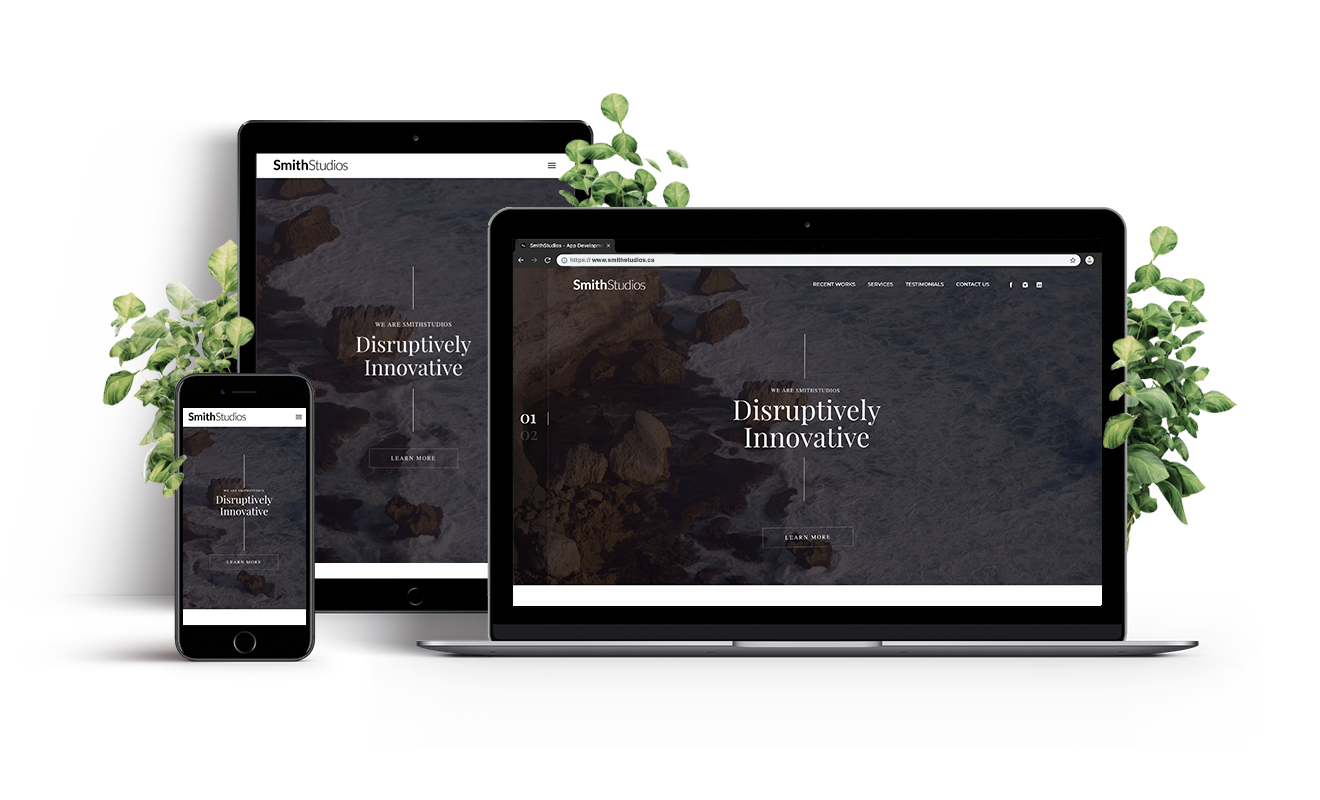 SmithStudios
WE ARE SMITHSTUDIOS
Disruptively
Innovative
LEARN MORE
SmithStudios
WE ARE SMITHSTUDIOS
Disruptively
Innovative
LEARN MORE
SmithStudios - App Developm
https:// www.smithstudios.ca
SmithStudios RECENT WORKS SERVICES TESTIMONIALS CONTACT US
01
02
WE ARE SMITHSTUDIOS
Disruptively
Innovative
LEARN MORE